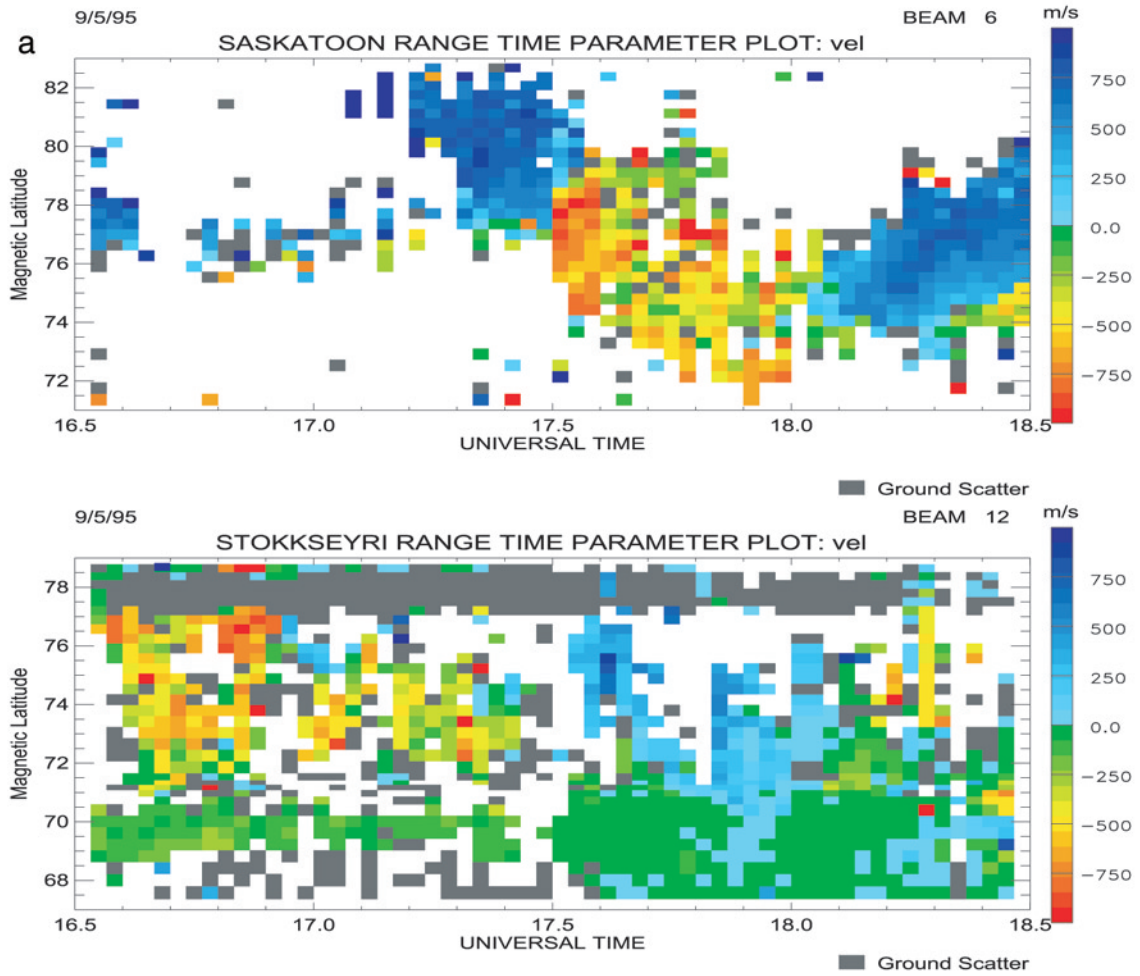 a
9/5/95
BEAM 6
m/s
SASKATOON RANGE TIME PARAMETER PLOT: vel
Magnetic Latitude
82
80
78
76
74
72
16.5 17.0 17.5 18.0 18.5
UNIVERSAL TIME
750
500
250
0.0
−250
−500
−750
Ground Scatter
9/5/95
BEAM 12
m/s
STOKKSEYRI RANGE TIME PARAMETER PLOT: vel
Magnetic Latitude
78
76
74
72
70
68
16.5 17.0 17.5 18.0 18.5
UNIVERSAL TIME
750
500
250
0.0
−250
−500
−750
Ground Scatter